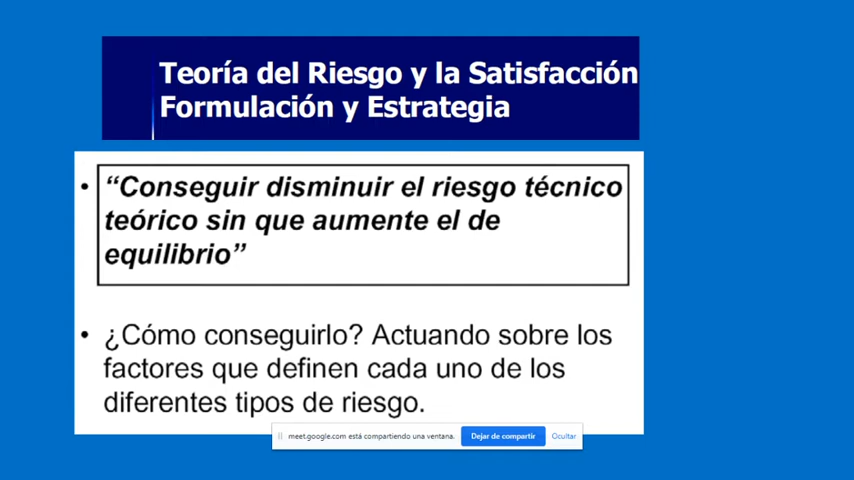 Teoría del Riesgo y la Satisfacción
Formulación y Estrategia
• “Conseguir disminuir el riesgo técnico
teórico sin que aumente el de
equilibrio”
• ¿Cómo conseguirlo? Actuando sobre los
factores que definen cada uno de los
diferentes tipos de riesgo.
meet.google.com está compartiendo una ventana. Dejar de compartir Ocultar